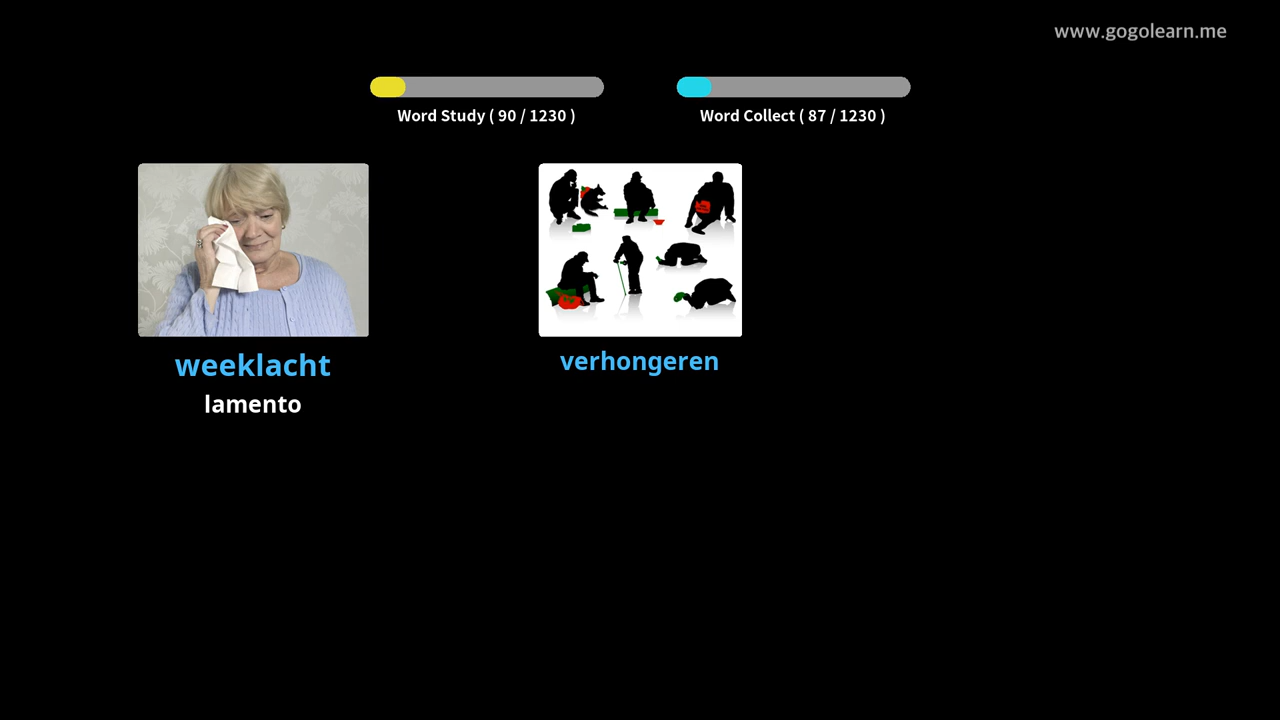 www.gogolearn.me
Word Study ( 90 / 1230 )
Word Collect ( 87 / 1230 )
weeklacht
lamento
verhongeren